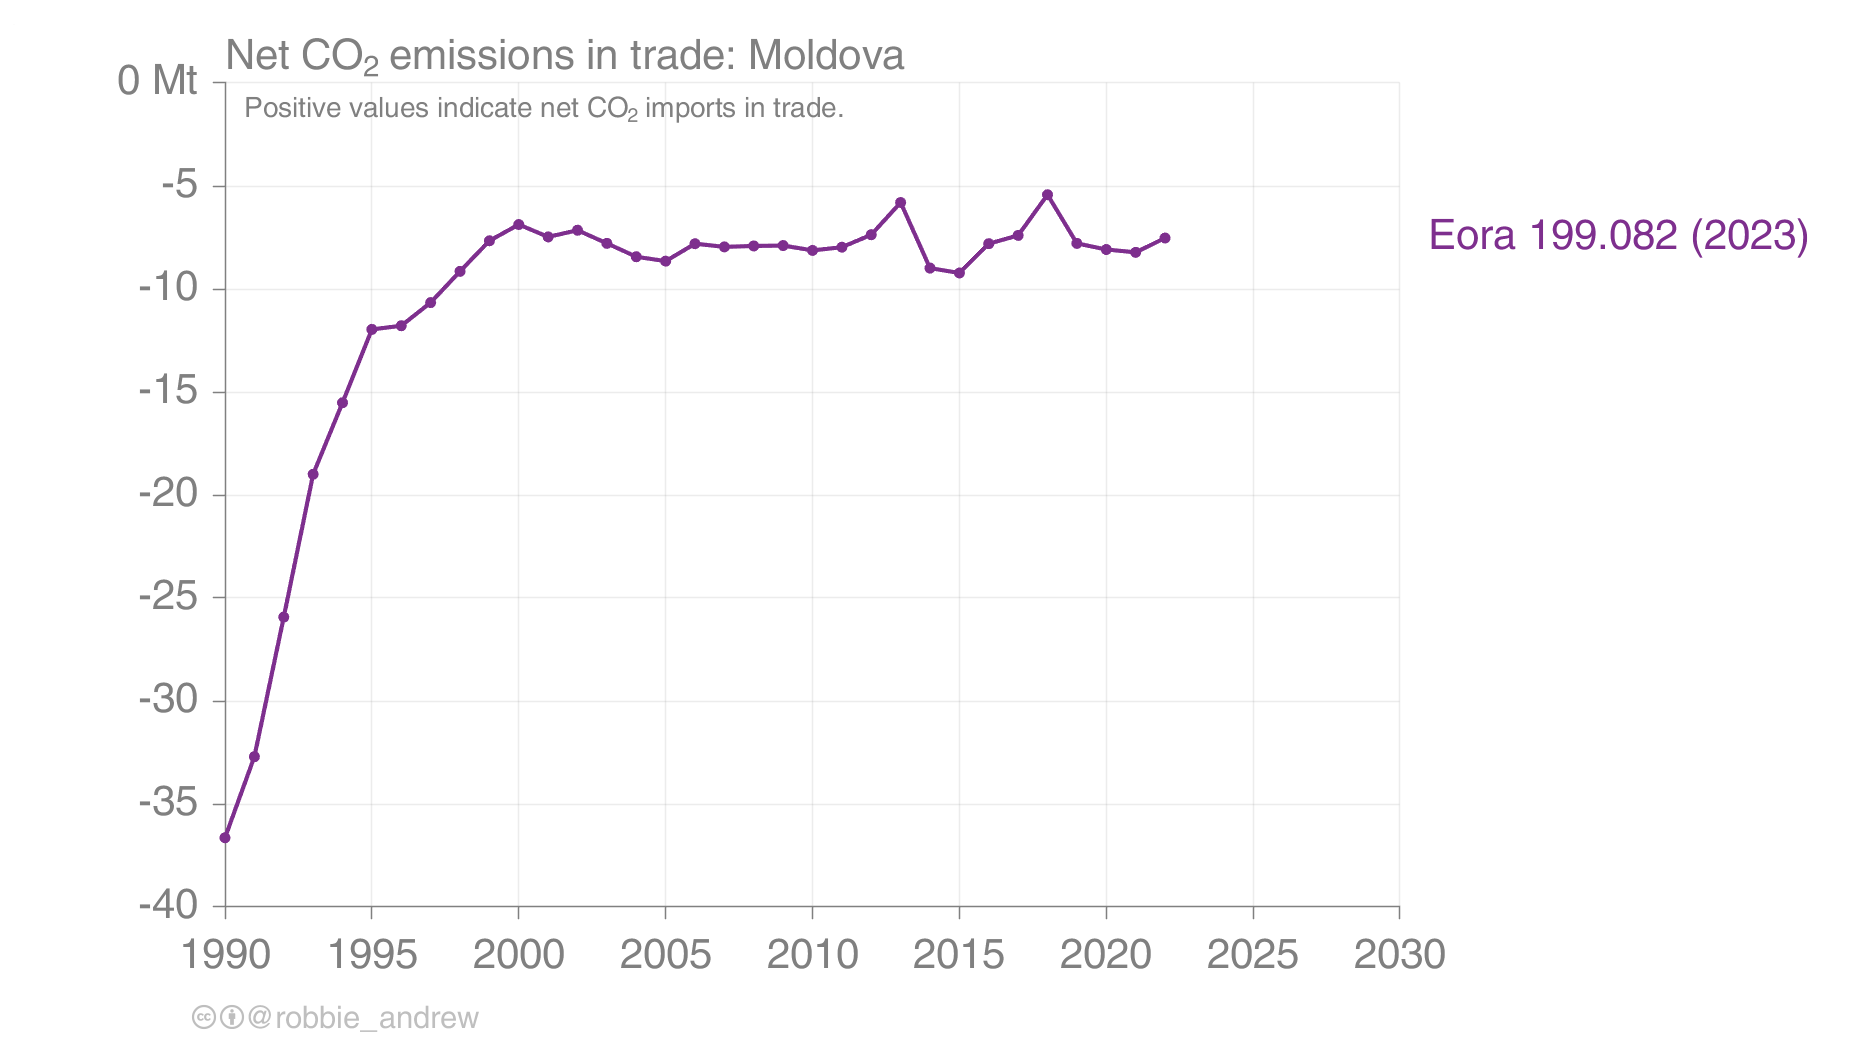 Net CO₂ emissions in trade: Moldova
0 Mt
Positive values indicate net CO₂ imports in trade.
-5
Eora 199.082 (2023)
-10
-15
-20
-25
-30
-35
-40
1990 1995 2000 2005 2010 2015 2020 2025 2030
@robbie_andrew